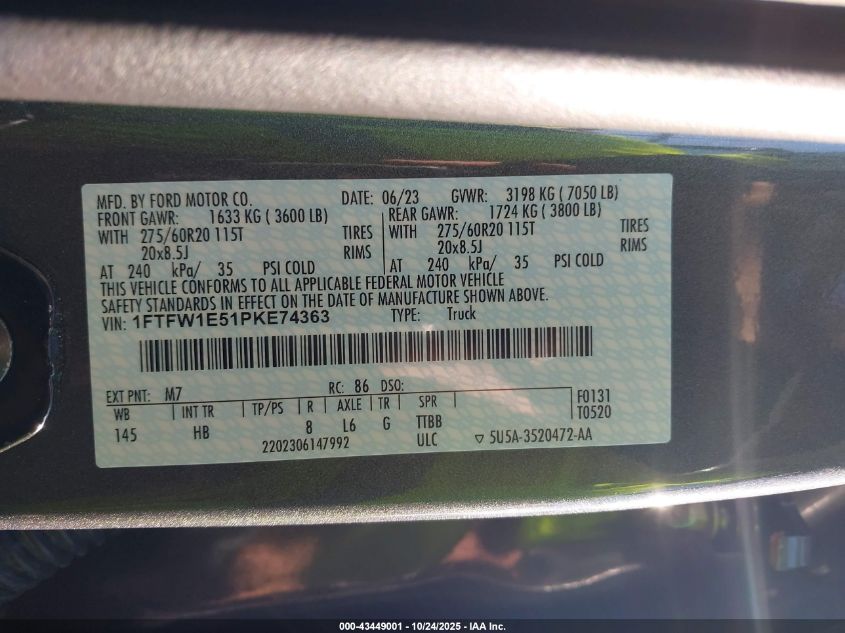 MFD. BY FORD MOTOR CO. DATE: 06/23 GVWR: 3198 KG ( 7050 LB)
FRONT GAWR: 1633 KG ( 3600 LB) REAR GAWR: 1724 KG ( 3800 LB)
WITH 275/60R20 115T TIRES WITH 275/60R20 115T TIRES
20x8.5J RIMS 20x8.5J RIMS
AT 240 kPa/ 35 PSI COLD AT 240 kPa/ 35 PSI COLD
THIS VEHICLE CONFORMS TO ALL APPLICABLE FEDERAL MOTOR VEHICLE
SAFETY STANDARDS IN EFFECT ON THE DATE OF MANUFACTURE SHOWN ABOVE.
VIN: 1FTFW1E51PKE74363 TYPE: Truck
EXT PNT: M7 RC: 86 DSO:
WB INT TR TP/PS R AXLE TR SPR F0131
145 HB 8 L6 G TTBB T0520
2202306147992 ULC ▽ 5U5A-3520472-AA
000-43449001 - 10/24/2025 - IAA Inc.